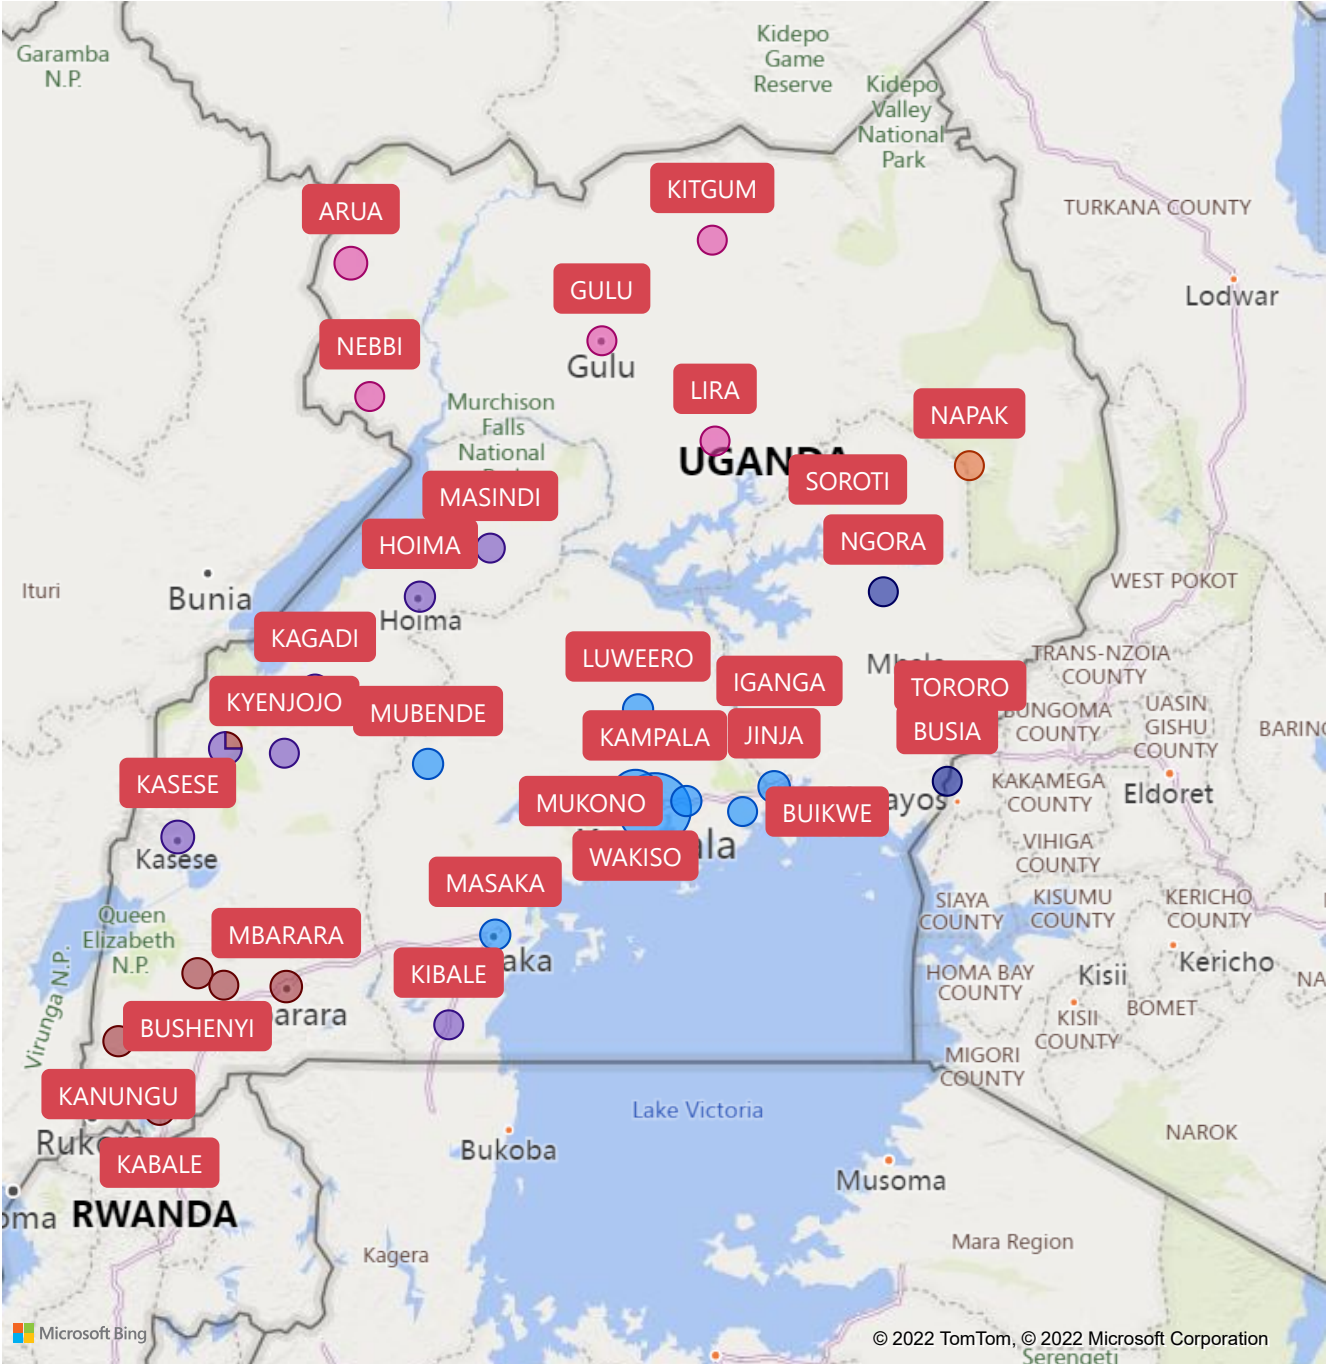 Garamba
N.P.
Kidepo
Game
Reserve
Kidepo
Valley
National
Park
ARUA
KITGUM
TURKANA COUNTY
GULU
Lodwar
NEBBI
Gulu
LIRA
Murchison
Falls
National
NAPAK
UGANDA
SOROTI
MASINDI
HOIMA
NGORA
Ituri
Bunia
WEST POKOT
Hoima
KAGADI
LUWEERO
TRANS-NZOIA
COUNTY
IGANGA
TORORO
KYENJOJO
MUBENDE
BUNGOMA
COUNTY
UASIN
GISHU
COUNTY
KAMPALA
JINJA
BUSIA
BARING
KASESE
MUKONO
BUIKWE
KAKAMEGA
COUNTY
Eldoret
Kasese
WAKISO
VIHIGA
COUNTY
MASAKA
SIAYA
COUNTY
KISUMU
COUNTY
KERICHO
COUNTY
Queen
Elizabeth
N.P.
MBARARA
Virunga N.P.
KIBALE
HOMA BAY
COUNTY
Kisii
Kericho
BUSHENYI
KISII
COUNTY
BOMET
MIGORI
COUNTY
KANUNGU
Lake Victoria
NAROK
KABALE
Bukoba
Musoma
RWANDA
Kagera
Mara Region
Microsoft Bing
© 2022 TomTom, © 2022 Microsoft Corporation
Serengeti